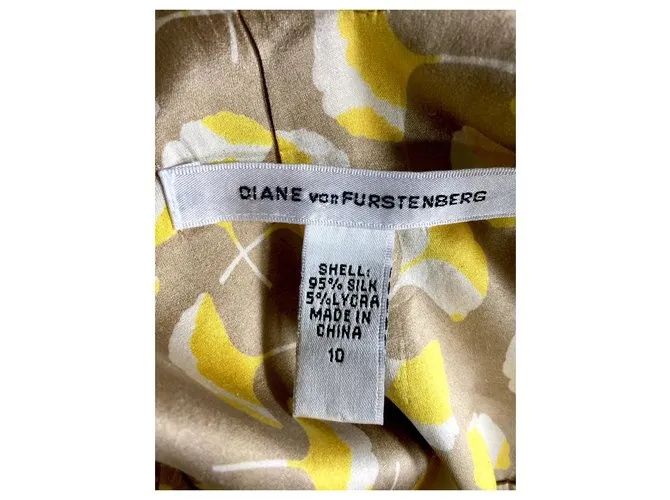 DIANE von FURSTENBERG
SHELL:
95% SILK
5% LYCRA
MADE IN
CHINA
10